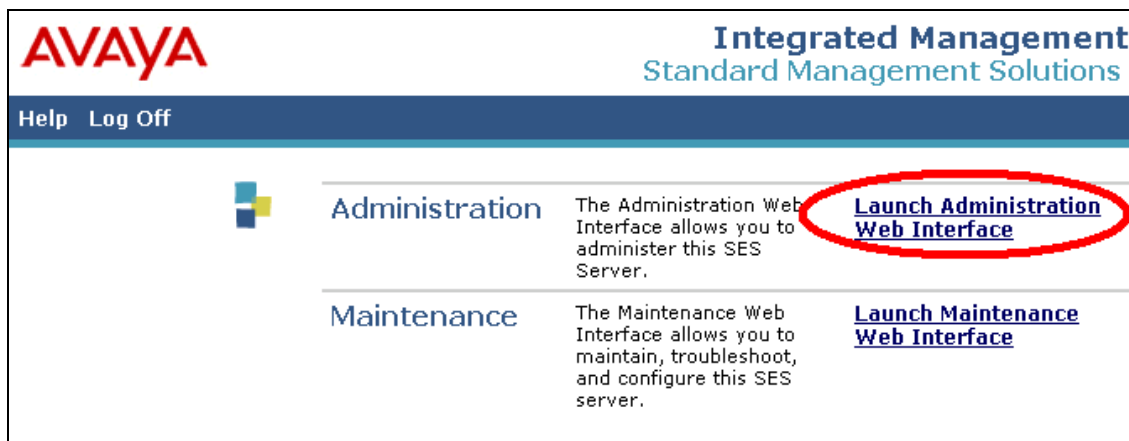 AVAYA
Integrated Management
Standard Management Solutions
Help Log Off
Administration
The Administration Web
Interface allows you to
administer this SES
Server.
Launch Administration
Web Interface
Maintenance
The Maintenance Web
Interface allows you to
maintain, troubleshoot,
and configure this SES
server.
Launch Maintenance
Web Interface